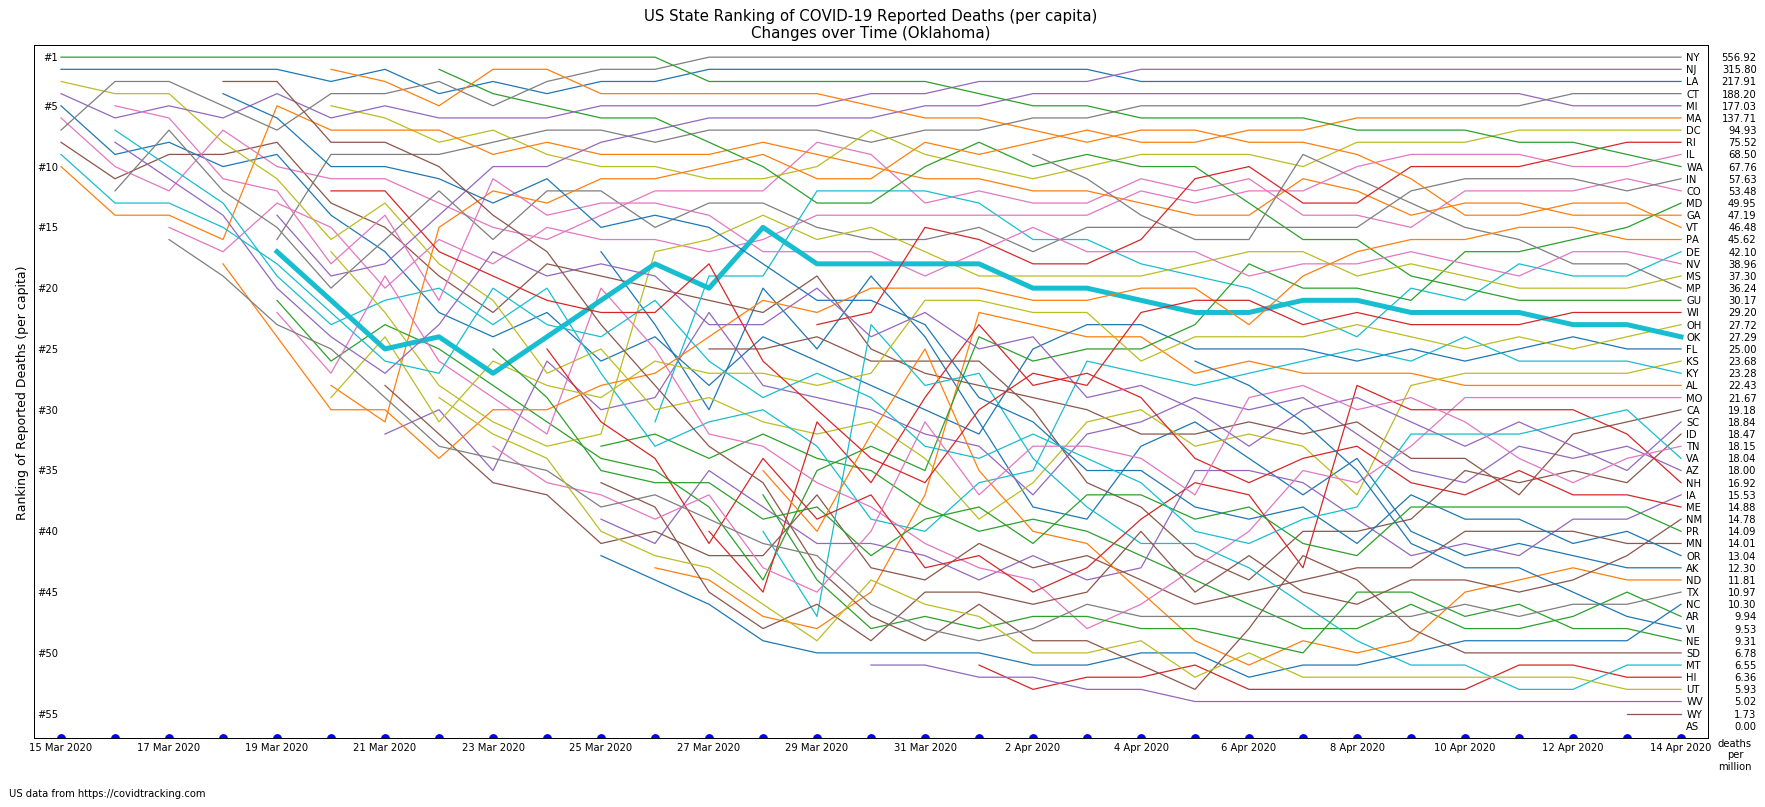 US State Ranking of COVID-19 Reported Deaths (per capita)
Changes over Time (Oklahoma)
Ranking of Reported Deaths (per capita)
#1
#5
#10
#15
#20
#25
#30
#35
#40
#45
#50
#55
NY 556.92
NJ 315.80
LA 217.91
CT 188.20
MI 177.03
MA 137.71
DC 94.93
RI 75.52
IL 68.50
WA 67.76
IN 57.63
CO 53.48
MD 49.95
GA 47.19
VT 46.48
PA 45.62
DE 42.10
NV 38.96
MS 37.30
MP 36.24
GU 30.17
WI 29.20
OH 27.72
OK 27.29
FL 25.00
KS 23.68
KY 23.28
AL 22.43
MO 21.67
CA 19.18
SC 18.84
ID 18.47
TN 18.15
VA 18.04
AZ 18.00
NH 16.92
IA 15.53
ME 14.88
NM 14.78
PR 14.09
MN 14.01
OR 13.04
AK 12.30
ND 11.81
TX 10.97
NC 10.30
AR 9.94
VI 9.53
NE 9.31
SD 6.78
MT 6.55
HI 6.36
UT 5.93
WV 5.02
WY 1.73
AS 0.00
15 Mar 2020 17 Mar 2020 19 Mar 2020 21 Mar 2020 23 Mar 2020 25 Mar 2020 27 Mar 2020 29 Mar 2020 31 Mar 2020 2 Apr 2020 4 Apr 2020 6 Apr 2020 8 Apr 2020 10 Apr 2020 12 Apr 2020 14 Apr 2020
deaths
per
million
US data from https://covidtracking.com